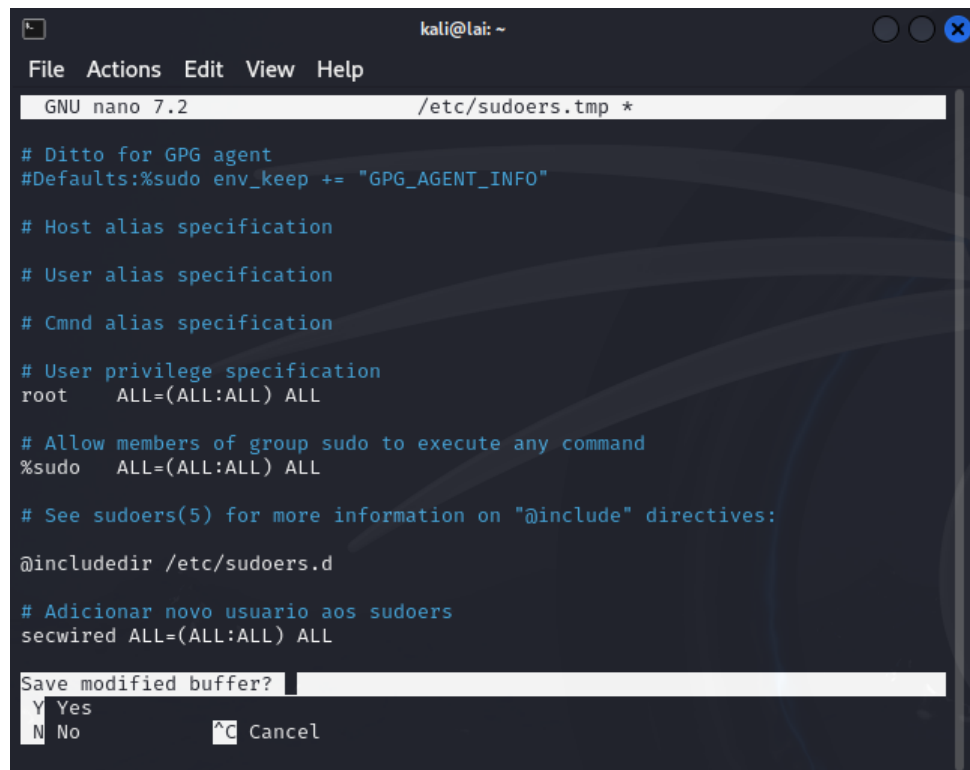 kali@lai: ~
File Actions Edit View Help
GNU nano 7.2 /etc/sudoers.tmp *
# Ditto for GPG agent
#Defaults:%sudo env_keep += "GPG_AGENT_INFO"
# Host alias specification
# User alias specification
# Cmnd alias specification
# User privilege specification
root ALL=(ALL:ALL) ALL
# Allow members of group sudo to execute any command
%sudo ALL=(ALL:ALL) ALL
# See sudoers(5) for more information on "@include" directives:
@includedir /etc/sudoers.d
# Adicionar novo usuario aos sudoers
secwired ALL=(ALL:ALL) ALL
Save modified buffer?
Y Yes
N No ^C Cancel